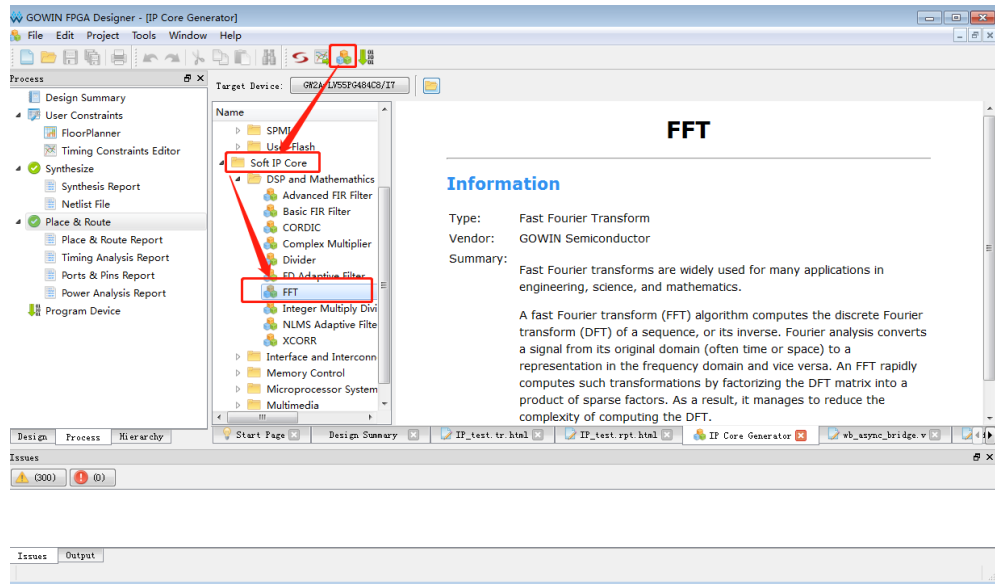 GOWIN FPGA Designer - [IP Core Generator]
File Edit Project Tools Window Help
Process
Target Device: GW2A-LV55PG484C8/I7
Design Summary
User Constraints
FloorPlanner
Timing Constraints Editor
Synthesize
Synthesis Report
Netlist File
Place & Route
Place & Route Report
Timing Analysis Report
Ports & Pins Report
Power Analysis Report
Program Device
Design Process Hierarchy
Name
SPMI
User Flash
Soft IP Core
DSP and Mathemathics
Advanced FIR Filter
Basic FIR Filter
CORDIC
Complex Multiplier
Divider
FD Adaptive Filter
FFT
Integer Multiply Divi
NLMS Adaptive Filte
XCORR
Interface and Interconn
Memory Control
Microprocessor System
Multimedia
FFT
Information
Type: Fast Fourier Transform
Vendor: GOWIN Semiconductor
Summary:
Fast Fourier transforms are widely used for many applications in
engineering, science, and mathematics.
A fast Fourier transform (FFT) algorithm computes the discrete Fourier
transform (DFT) of a sequence, or its inverse. Fourier analysis converts
a signal from its original domain (often time or space) to a
representation in the frequency domain and vice versa. An FFT rapidly
computes such transformations by factorizing the DFT matrix into a
product of sparse factors. As a result, it manages to reduce the
complexity of computing the DFT.
Start Page Design Summary IP_test.tr.html IP_test.rpt.html IP Core Generator wb_async_bridge.v
Issues
(300) (0)
Issues Output